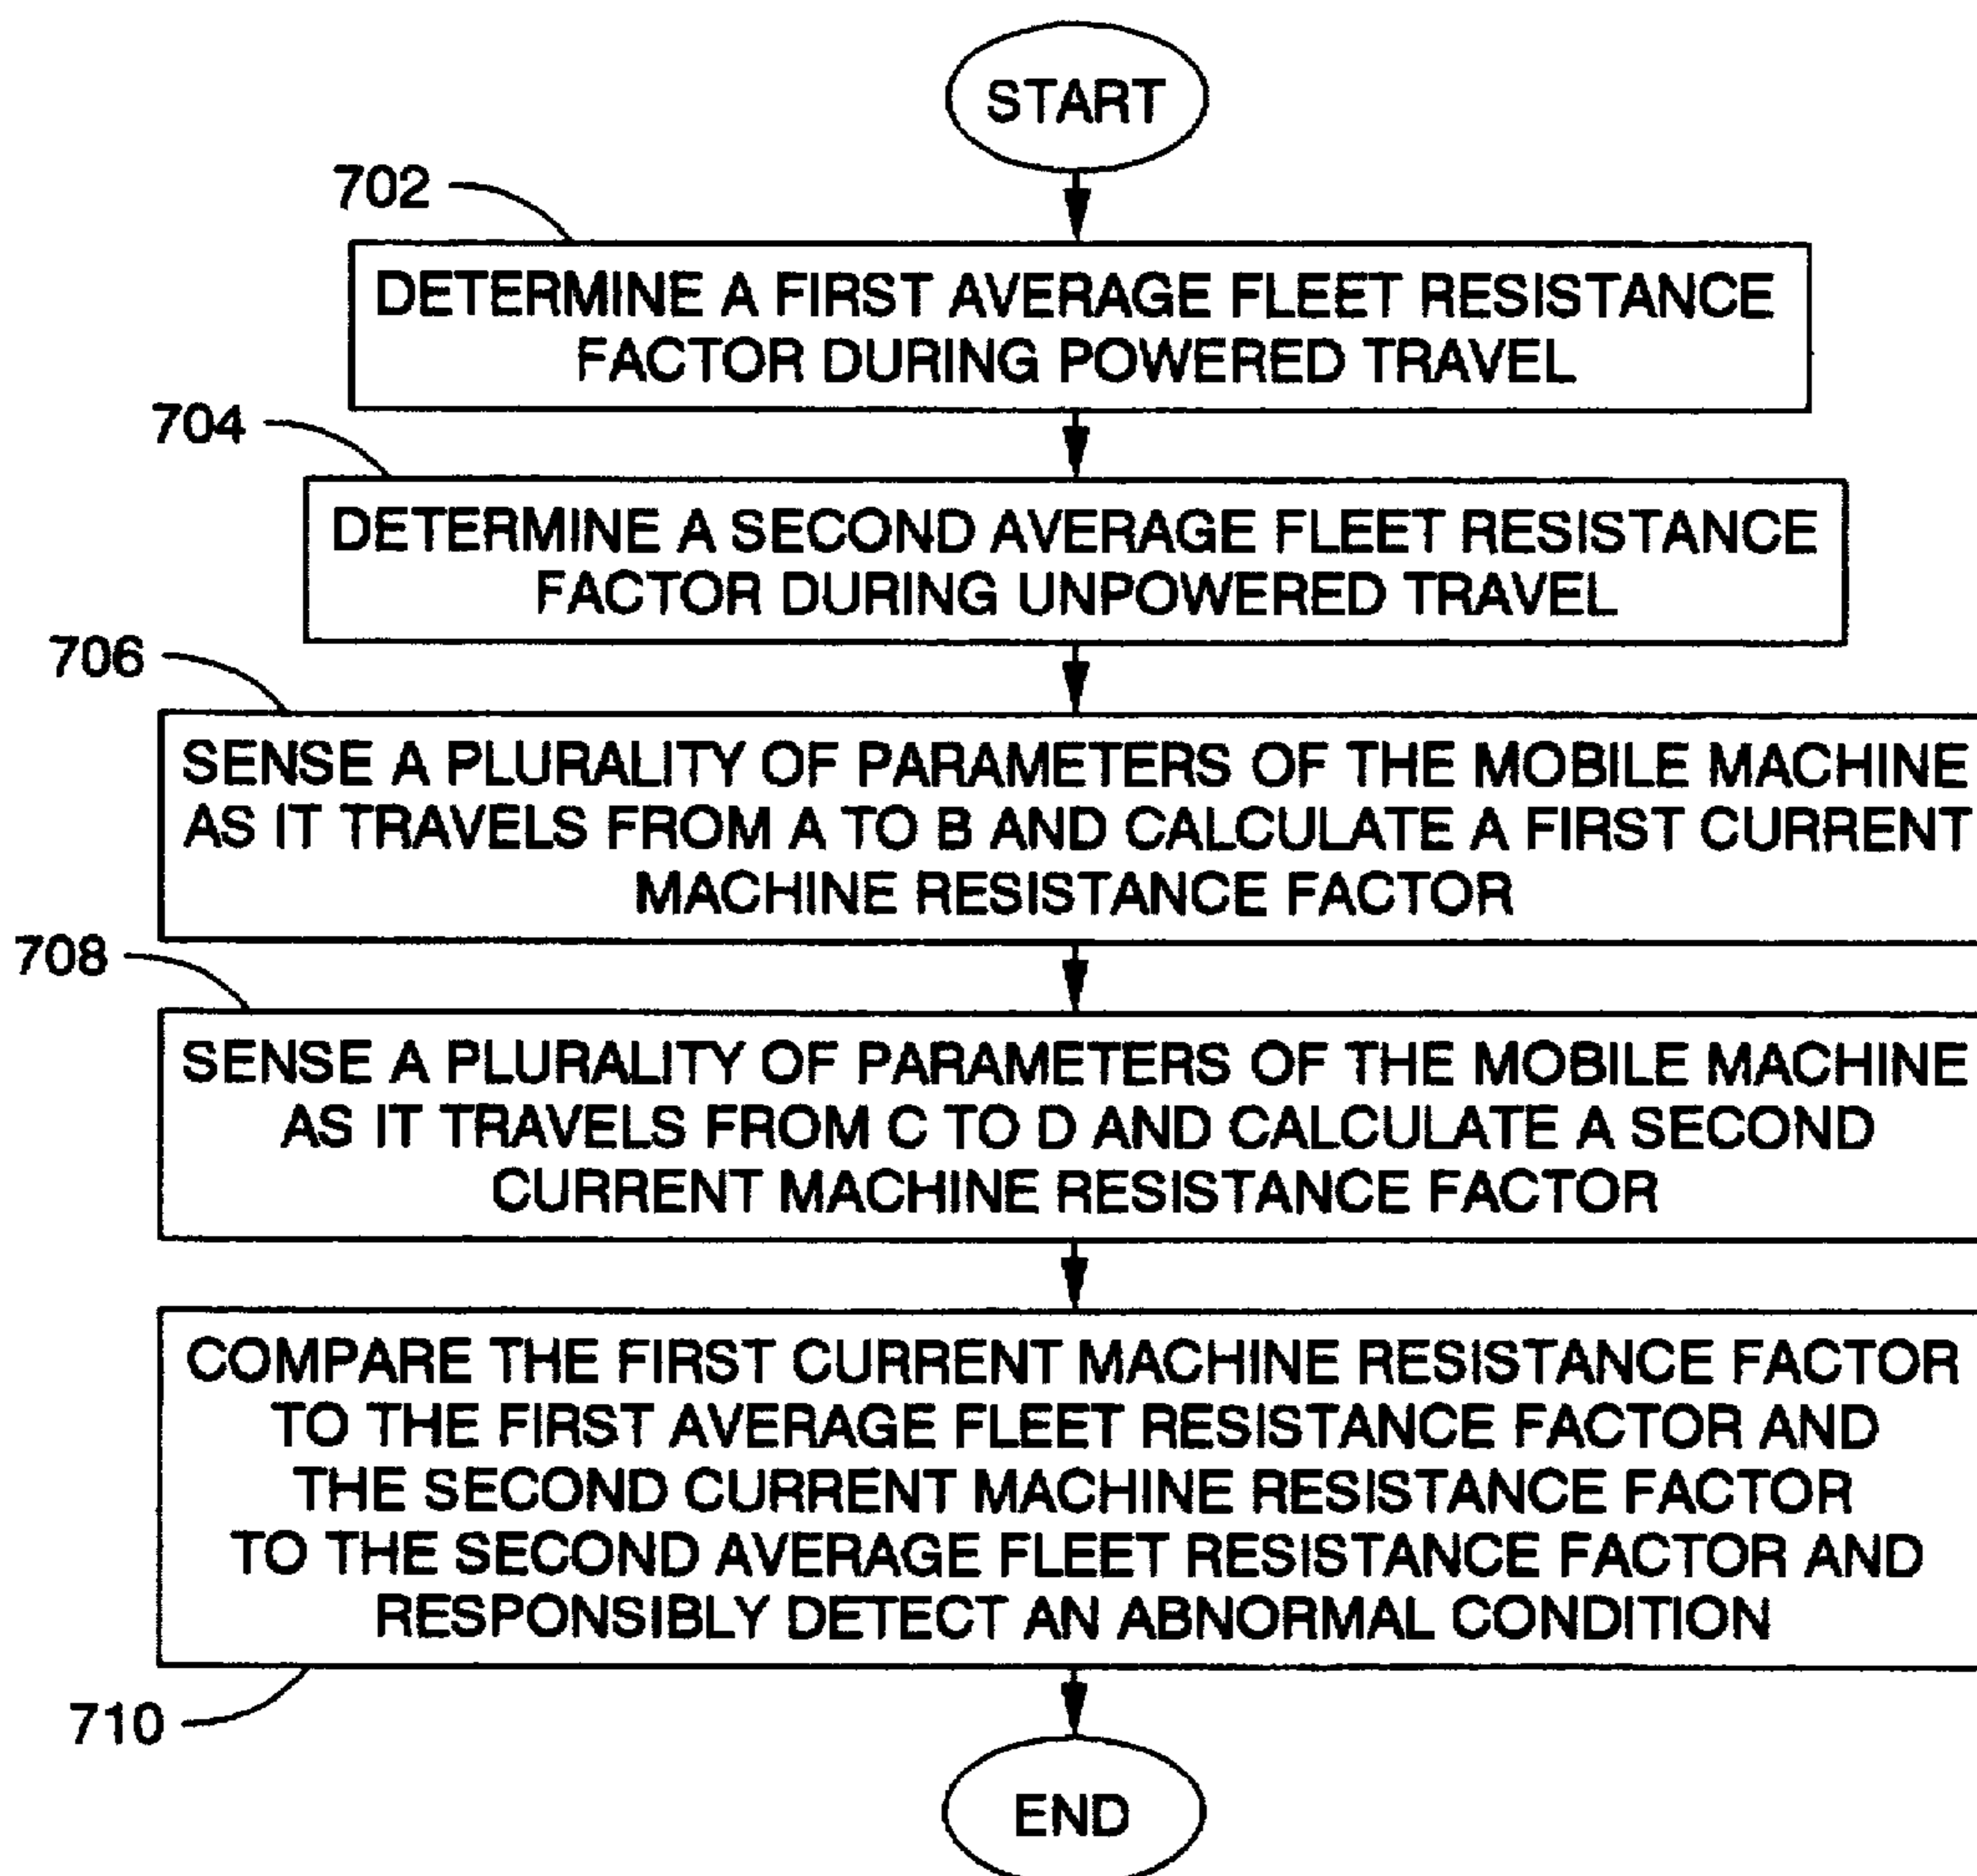 START
702
DETERMINE A FIRST AVERAGE FLEET RESISTANCE
FACTOR DURING POWERED TRAVEL
704
DETERMINE A SECOND AVERAGE FLEET RESISTANCE
FACTOR DURING UNPOWERED TRAVEL
706
SENSE A PLURALITY OF PARAMETERS OF THE MOBILE MACHINE
AS IT TRAVELS FROM A TO B AND CALCULATE A FIRST CURRENT
MACHINE RESISTANCE FACTOR
708
SENSE A PLURALITY OF PARAMETERS OF THE MOBILE MACHINE
AS IT TRAVELS FROM C TO D AND CALCULATE A SECOND
CURRENT MACHINE RESISTANCE FACTOR
COMPARE THE FIRST CURRENT MACHINE RESISTANCE FACTOR
TO THE FIRST AVERAGE FLEET RESISTANCE FACTOR AND
THE SECOND CURRENT MACHINE RESISTANCE FACTOR
TO THE SECOND AVERAGE FLEET RESISTANCE FACTOR AND
RESPONSIBLY DETECT AN ABNORMAL CONDITION
710
END